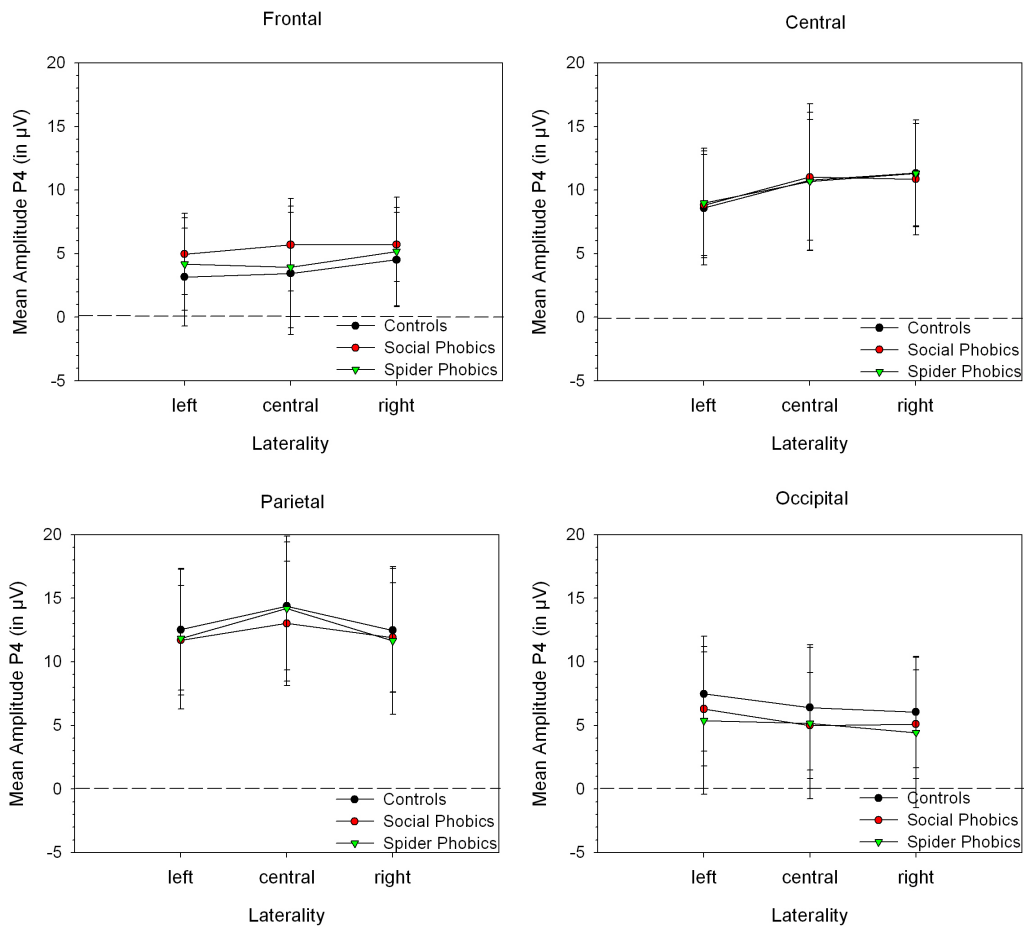 Frontal
Mean Amplitude P4 (in µV)
20
15
10
5
0
-5
Controls
Social Phobics
Spider Phobics
left central right
Laterality
Central
Mean Amplitude P4 (in µV)
20
15
10
5
0
-5
Controls
Social Phobics
Spider Phobics
left central right
Laterality
Parietal
Mean Amplitude P4 (in µV)
20
15
10
5
0
-5
Controls
Social Phobics
Spider Phobics
left central right
Laterality
Occipital
Mean Amplitude P4 (in µV)
20
15
10
5
0
-5
Controls
Social Phobics
Spider Phobics
left central right
Laterality